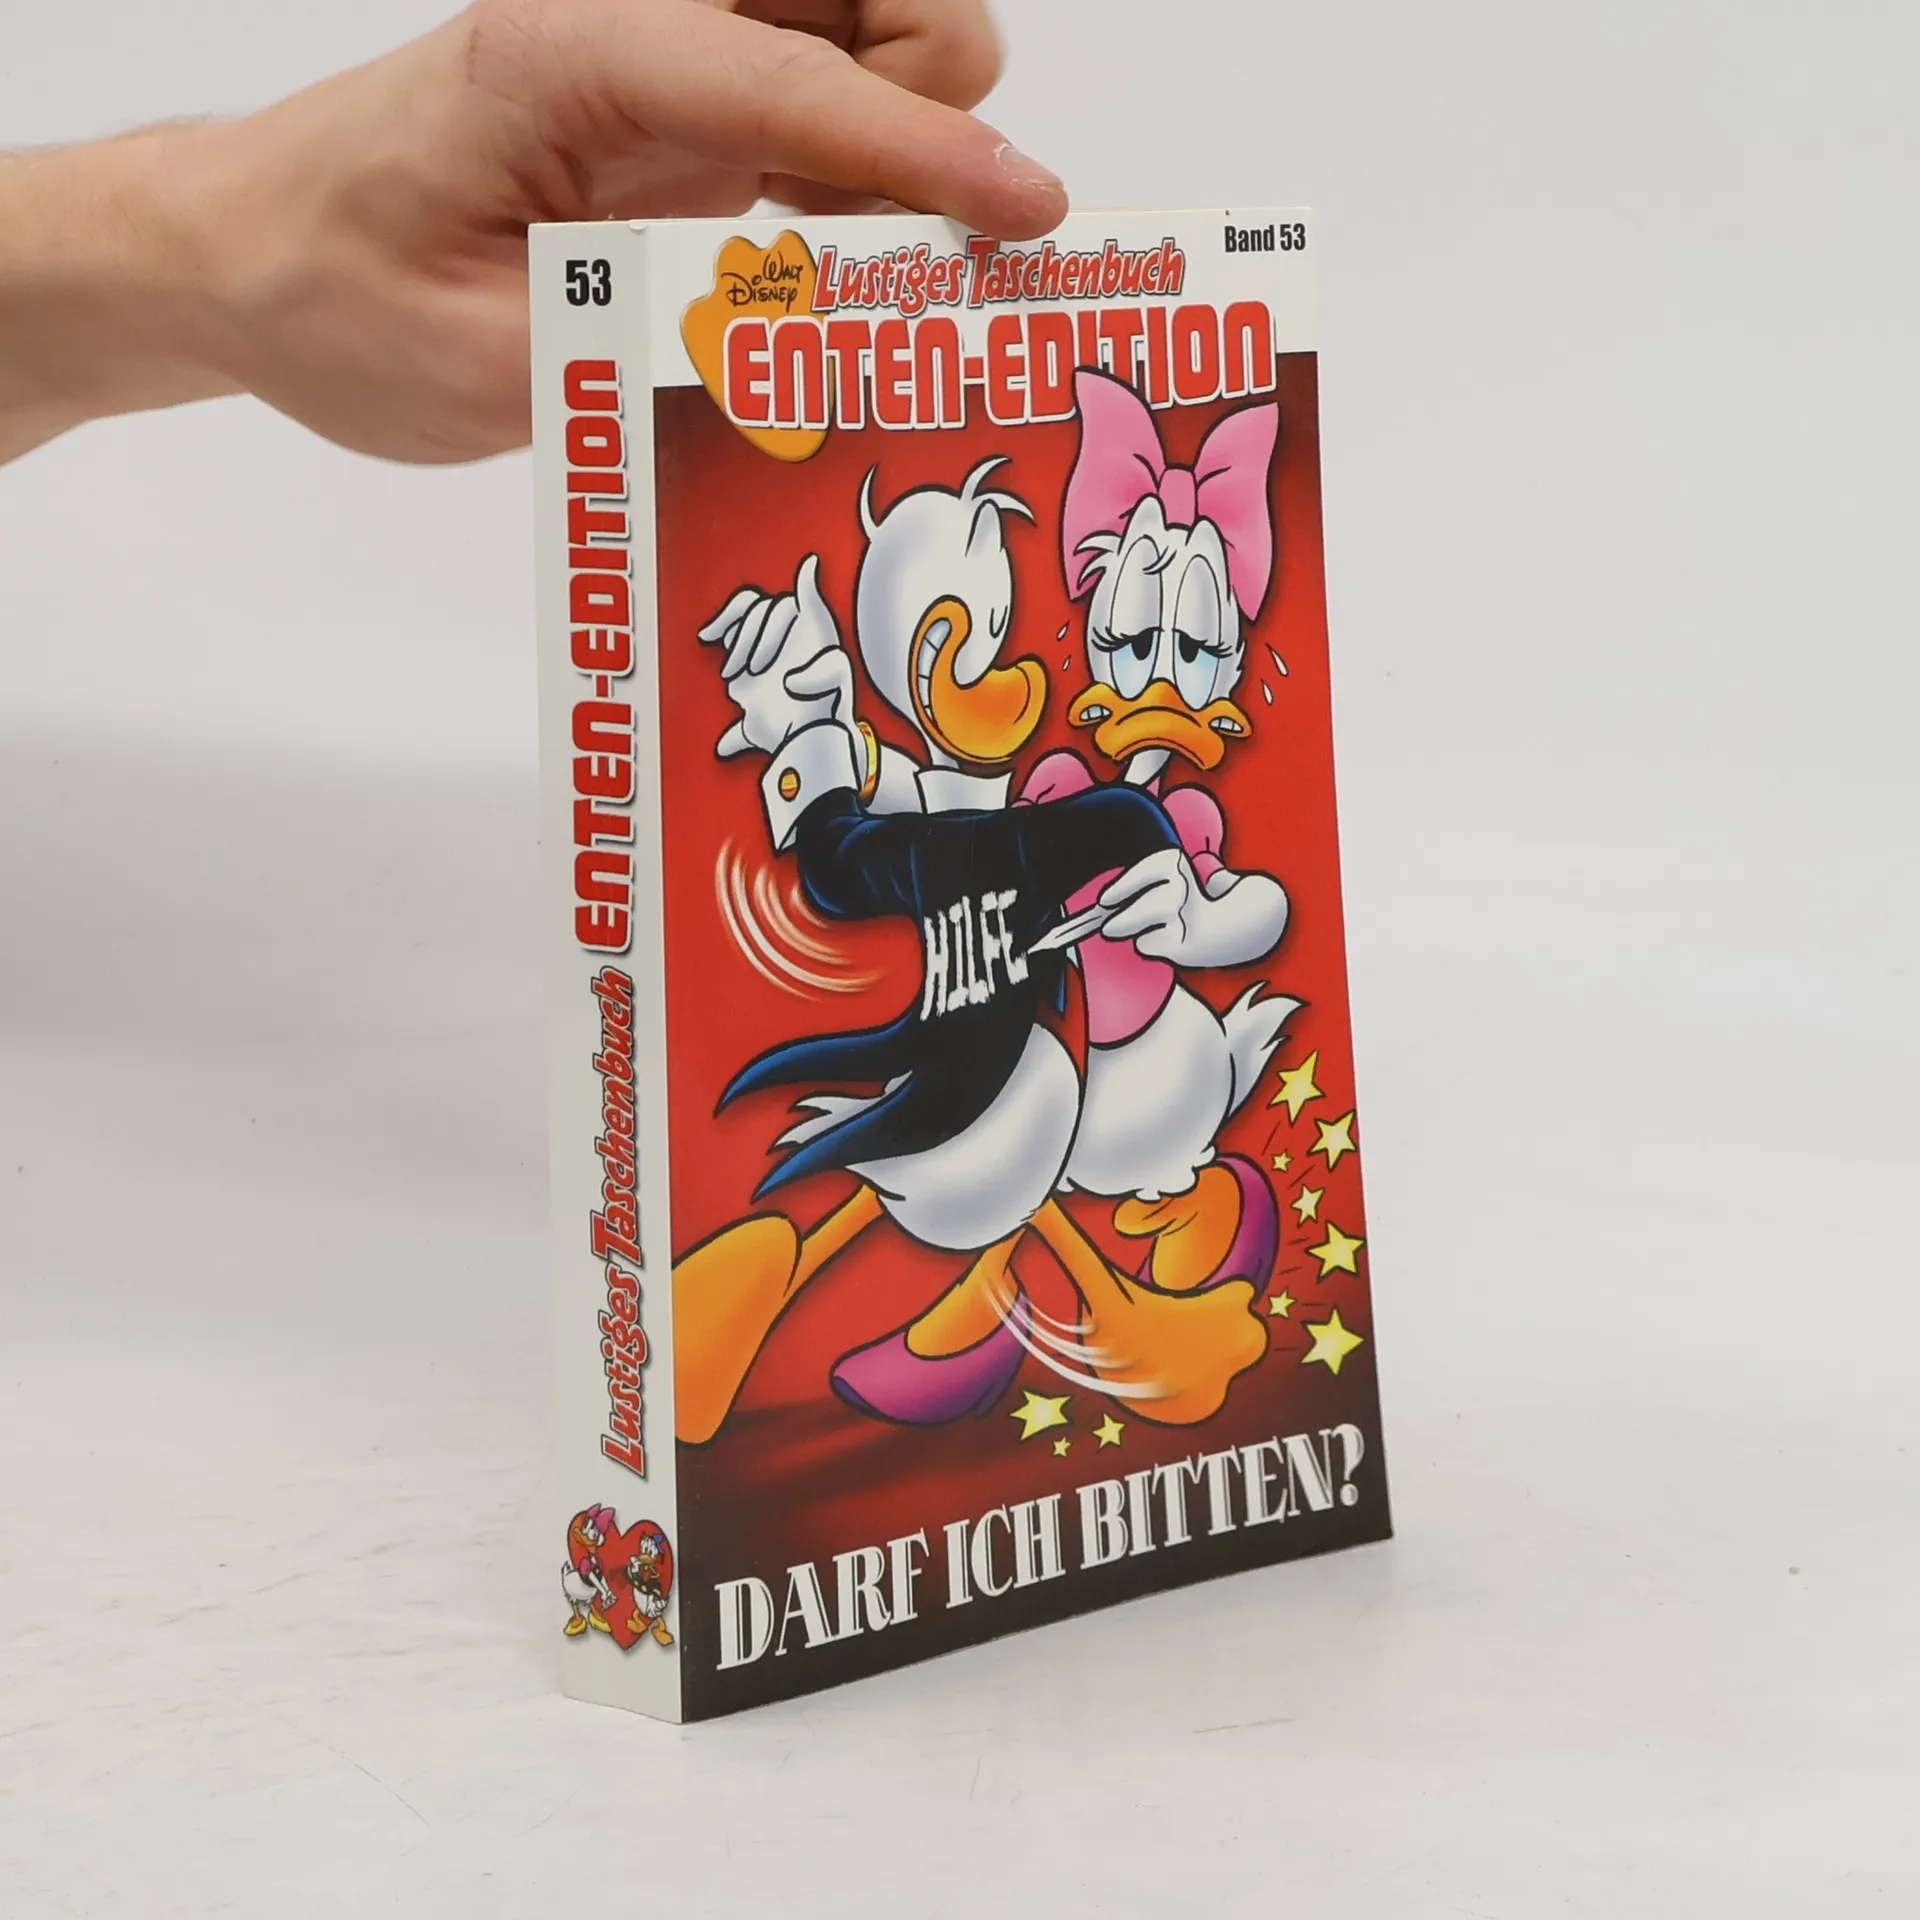 53
Lustiges Taschenbuch ENTEN-EDITION
Band 53
WALT
DISNEY
Lustiges Taschenbuch
ENTEN-EDITION
HILFE
DARF ICH BITTEN?